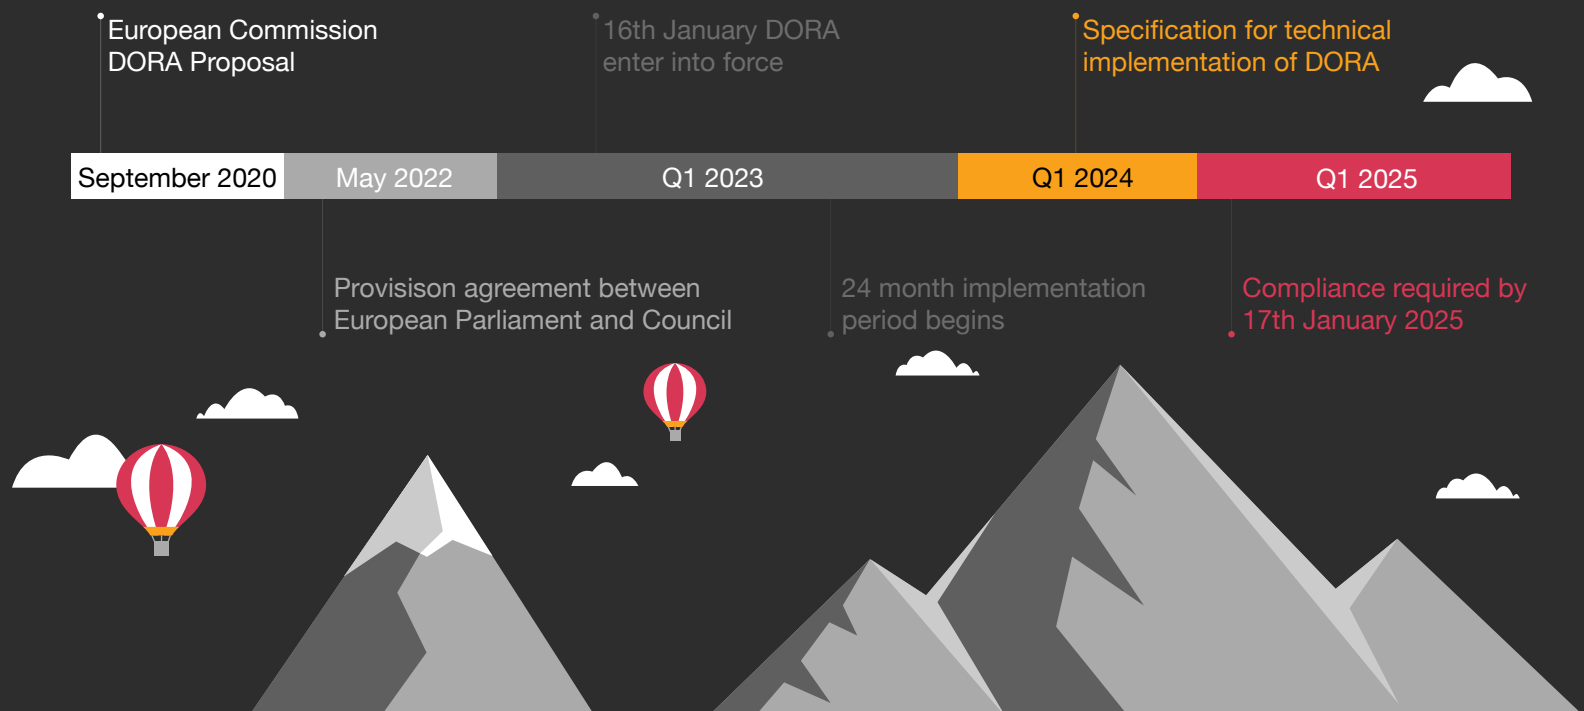 European Commission
DORA Proposal
16th January DORA
enter into force
Specification for technical
implementation of DORA
September 2020
May 2022
Q1 2023
Q1 2024
Q1 2025
Provisison agreement between
European Parliament and Council
24 month implementation
period begins
Compliance required by
17th January 2025